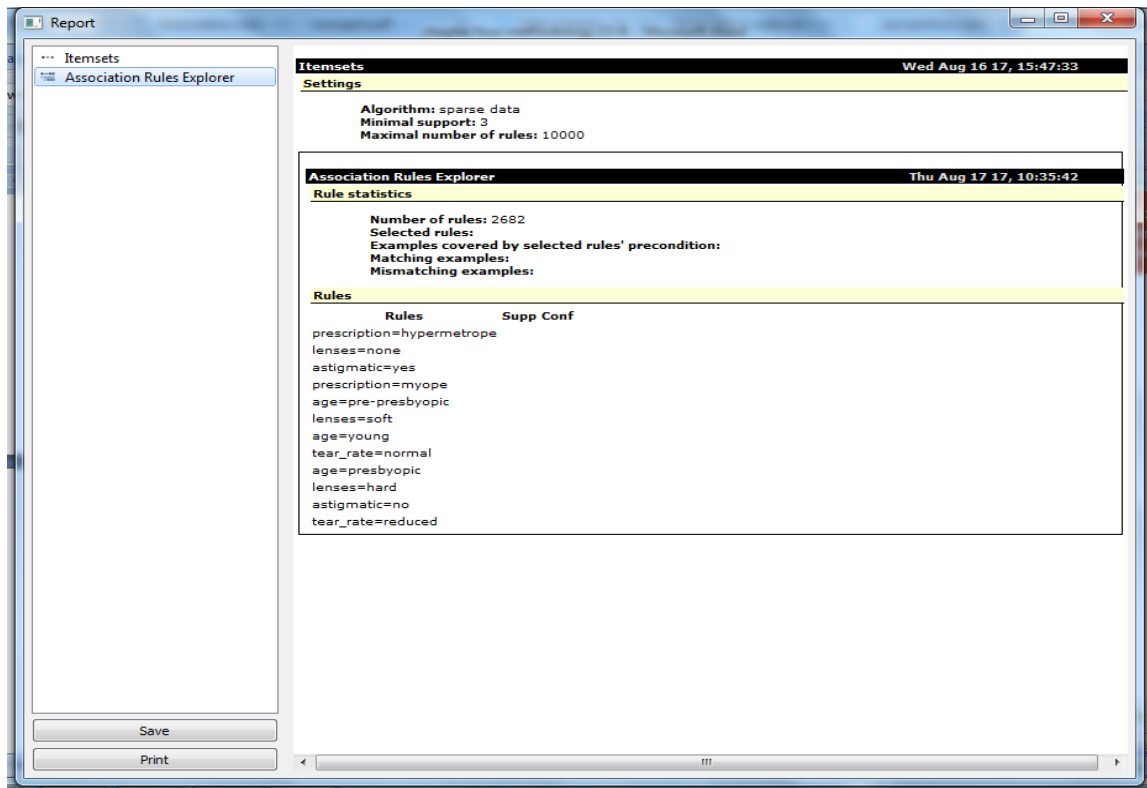 Report
Itemsets
Association Rules Explorer
Save
Print
Itemsets Wed Aug 16 17, 15:47:33
Settings
Algorithm: sparse data
Minimal support: 3
Maximal number of rules: 10000
Association Rules Explorer Thu Aug 17 17, 10:35:42
Rule statistics
Number of rules: 2682
Selected rules:
Examples covered by selected rules' precondition:
Matching examples:
Mismatching examples:
Rules
Rules Supp Conf
prescription=hypermetrope
lenses=none
astigmatic=yes
prescription=myope
age=pre-presbyopic
lenses=soft
age=young
tear_rate=normal
age=presbyopic
lenses=hard
astigmatic=no
tear_rate=reduced